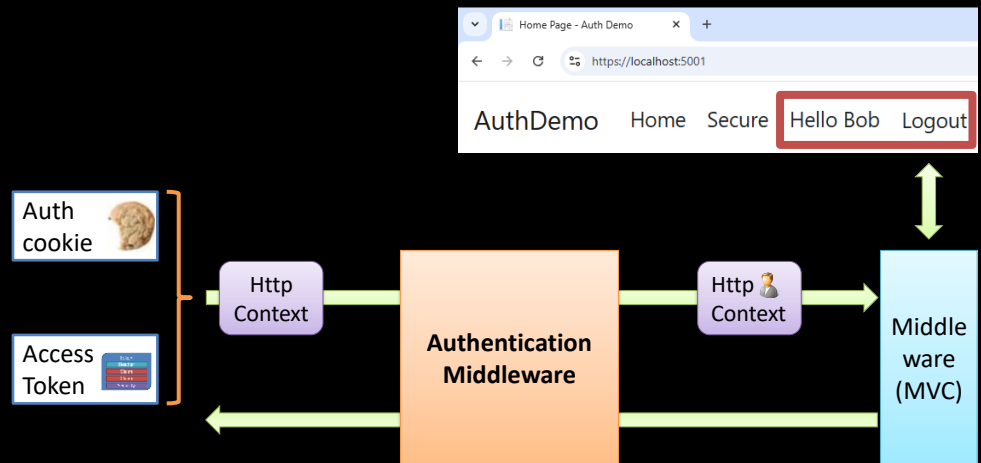 Home Page - Auth Demo
https://localhost:5001
AuthDemo Home Secure Hello Bob Logout
Auth
cookie
Access
Token
Http
Context
Authentication
Middleware
Http
Context
Middle
ware
(MVC)